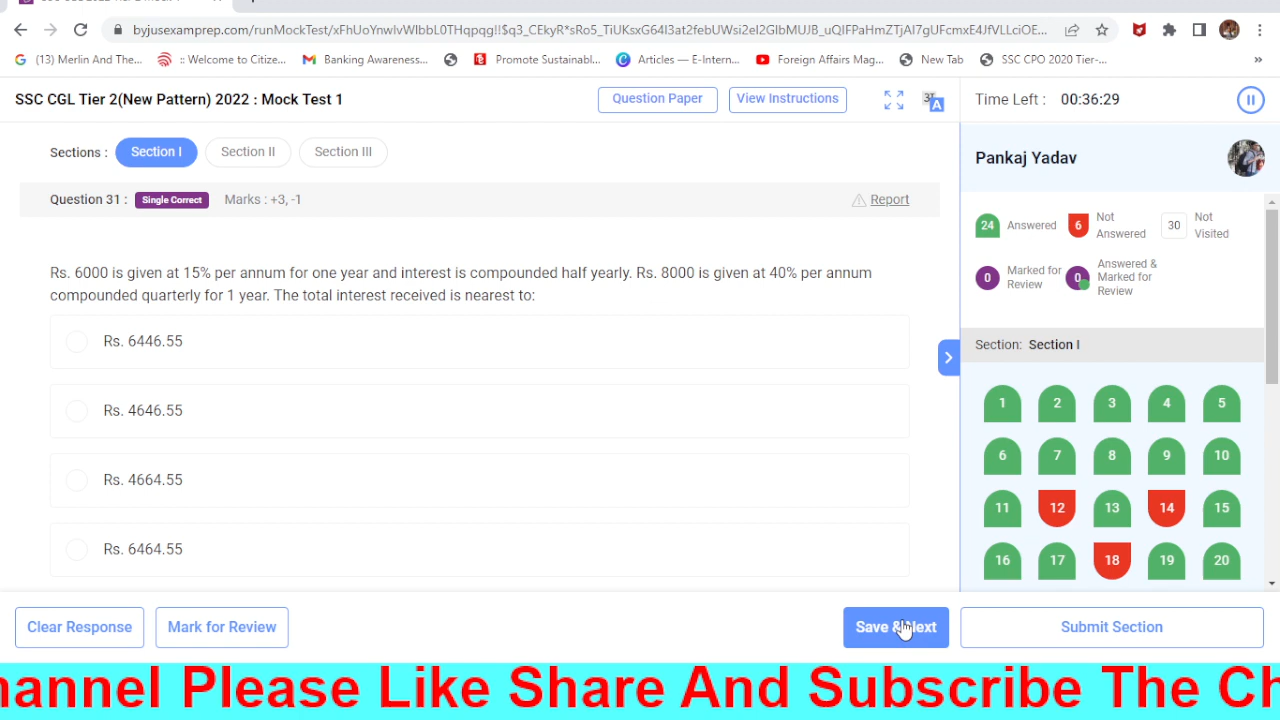 byjusexamprep.com/runMockTest/xFhUoYnwlvWlbbL0THqpqg!!$q3_CEkyR*sRo5_TiUKsxG64I3at2febUWsi2eI2GlbMUJ8_uQIFPaHmZTjAI7gUFcmxE4JfVLLciOE...
(13) Merlin And The...
:: Welcome to Citize...
Banking Awareness...
Promote Sustainabl...
Articles — E-Intern...
Foreign Affairs Mag...
New Tab
SSC CPO 2020 Tier-...
»
SSC CGL Tier 2(New Pattern) 2022 : Mock Test 1
Question Paper
View Instructions
Time Left : 00:36:29
Sections : Section I Section II Section III
Pankaj Yadav
Question 31 : Single Correct Marks : +3, -1
Report
24 Answered
6 Not Answered
30 Not Visited
0 Marked for Review
0 Answered & Marked for Review
Rs. 6000 is given at 15% per annum for one year and interest is compounded half yearly. Rs. 8000 is given at 40% per annum
compounded quarterly for 1 year. The total interest received is nearest to:
Rs. 6446.55
Rs. 4646.55
Rs. 4664.55
Rs. 6464.55
Section: Section I
1 2 3 4 5
6 7 8 9 10
11 12 13 14 15
16 17 18 19 20
Clear Response
Mark for Review
Save & Next
Submit Section
hannel Please Like Share And Subscribe The Ch